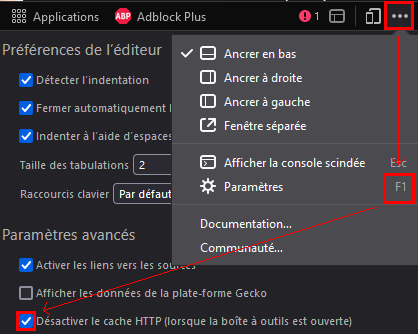 Applications ABP Adblock Plus 1
Préférences de l’éditeur
Détecter l'indentation
Fermer automatiquement l
Indenter à l'aide d'espaces
Taille des tabulations 2
Raccourcis clavier Par défaut
Paramètres avancés
Activer les liens vers les sources
Afficher les données de la plate-forme Gecko
Désactiver le cache HTTP (lorsque la boîte à outils est ouverte)
Ancrer en bas
Ancrer à droite
Ancrer à gauche
Fenêtre séparée
Afficher la console scindée Esc
Paramètres F1
Documentation...
Communauté...